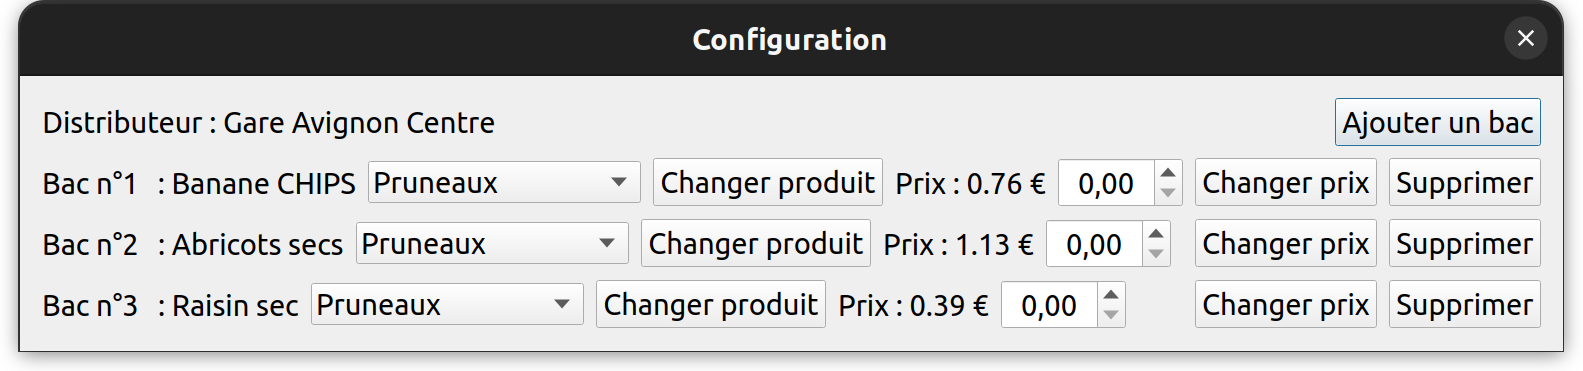 Configuration
Distributeur : Gare Avignon Centre Ajouter un bac
Bac n°1 : Banane CHIPS Pruneaux Changer produit Prix : 0.76 € 0,00 Changer prix Supprimer
Bac n°2 : Abricots secs Pruneaux Changer produit Prix : 1.13 € 0,00 Changer prix Supprimer
Bac n°3 : Raisin sec Pruneaux Changer produit Prix : 0.39 € 0,00 Changer prix Supprimer